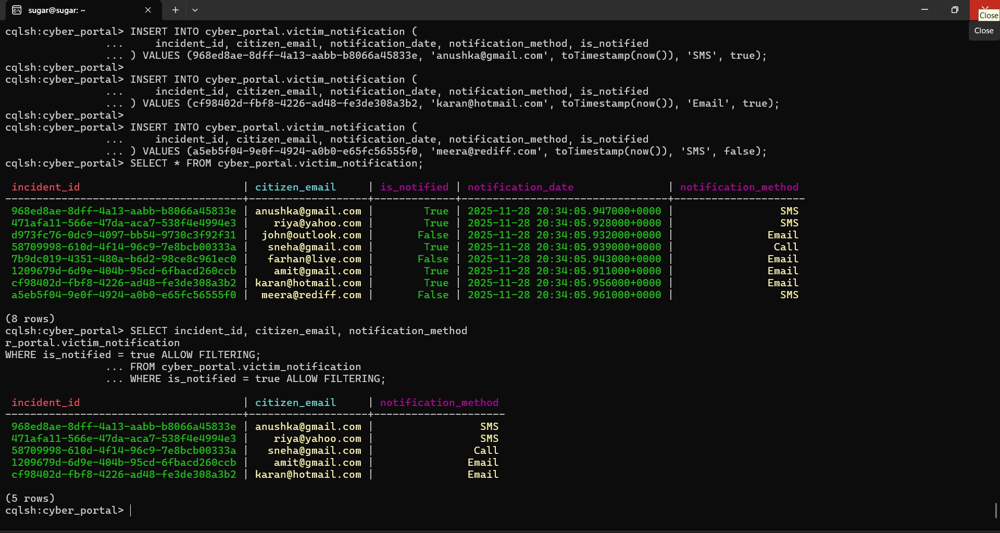 sugar@sugar: ~
Close
Close
cqlsh:cyber_portal> INSERT INTO cyber_portal.victim_notification (
                ...     incident_id, citizen_email, notification_date, notification_method, is_notified
                ... ) VALUES (968ed8ae-8dff-4a13-aabb-b8066a45833e, 'anushka@gmail.com', toTimestamp(now()), 'SMS', true);
cqlsh:cyber_portal>
cqlsh:cyber_portal> INSERT INTO cyber_portal.victim_notification (
                ...     incident_id, citizen_email, notification_date, notification_method, is_notified
                ... ) VALUES (cf98402d-fbf8-4226-ad48-fe3de308a3b2, 'karan@hotmail.com', toTimestamp(now()), 'Email', true);
cqlsh:cyber_portal>
cqlsh:cyber_portal> INSERT INTO cyber_portal.victim_notification (
                ...     incident_id, citizen_email, notification_date, notification_method, is_notified
                ... ) VALUES (a5eb5f04-9e0f-4924-a0b0-e65fc56555f0, 'meera@rediff.com', toTimestamp(now()), 'SMS', false);
cqlsh:cyber_portal> SELECT * FROM cyber_portal.victim_notification;
 incident_id                          | citizen_email     | is_notified | notification_date               | notification_method
--------------------------------------+-------------------+-------------+---------------------------------+---------------------
 968ed8ae-8dff-4a13-aabb-b8066a45833e | anushka@gmail.com |        True | 2025-11-28 20:34:05.947000+0000 |                 SMS
 471afa11-566e-47da-aca7-538f4e4994e3 |    riya@yahoo.com |        True | 2025-11-28 20:34:05.928000+0000 |                 SMS
 d973fc76-0dc9-4097-bb54-9730c3f92f31 |  john@outlook.com |       False | 2025-11-28 20:34:05.932000+0000 |               Email
 58709998-610d-4f14-96c9-7e8bcb00333a |   sneha@gmail.com |        True | 2025-11-28 20:34:05.939000+0000 |                Call
 7b9dc019-4351-480a-b6d2-98ce8c961ec0 |   farhan@live.com |       False | 2025-11-28 20:34:05.943000+0000 |               Email
 1209679d-6d9e-404b-95cd-6fbacd260ccb |    amit@gmail.com |        True | 2025-11-28 20:34:05.911000+0000 |               Email
 cf98402d-fbf8-4226-ad48-fe3de308a3b2 | karan@hotmail.com |        True | 2025-11-28 20:34:05.956000+0000 |               Email
 a5eb5f04-9e0f-4924-a0b0-e65fc56555f0 |  meera@rediff.com |       False | 2025-11-28 20:34:05.961000+0000 |                 SMS
(8 rows)
cqlsh:cyber_portal> SELECT incident_id, citizen_email, notification_method
r_portal.victim_notification
WHERE is_notified = true ALLOW FILTERING;
                ... FROM cyber_portal.victim_notification
                ... WHERE is_notified = true ALLOW FILTERING;
 incident_id                          | citizen_email     | notification_method
--------------------------------------+-------------------+---------------------
 968ed8ae-8dff-4a13-aabb-b8066a45833e | anushka@gmail.com |                 SMS
 471afa11-566e-47da-aca7-538f4e4994e3 |    riya@yahoo.com |                 SMS
 58709998-610d-4f14-96c9-7e8bcb00333a |   sneha@gmail.com |                Call
 1209679d-6d9e-404b-95cd-6fbacd260ccb |    amit@gmail.com |               Email
 cf98402d-fbf8-4226-ad48-fe3de308a3b2 | karan@hotmail.com |               Email
(5 rows)
cqlsh:cyber_portal>